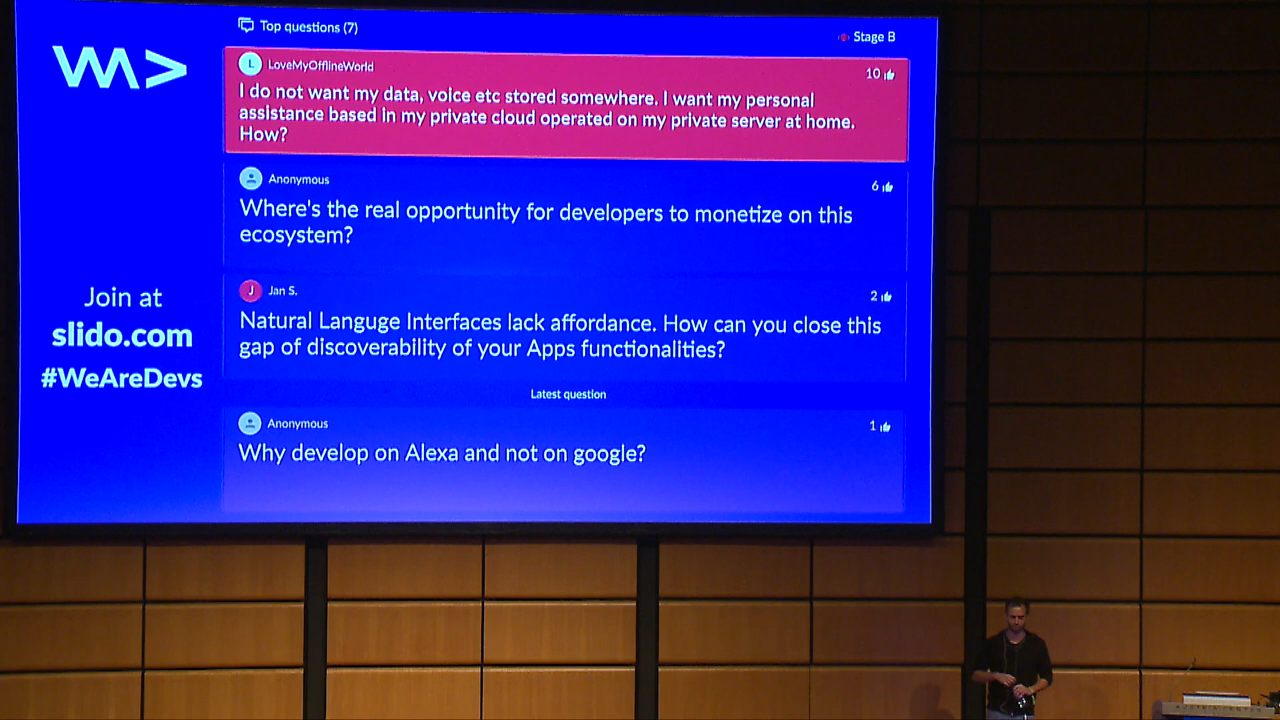 Top questions (7)
Stage B
WA>
L LoveMyOfflineWorld
10
I do not want my data, voice etc stored somewhere. I want my personal
assistance based in my private cloud operated on my private server at home.
How?
Anonymous
6
Where's the real opportunity for developers to monetize on this
ecosystem?
J Jan S.
2
Natural Languge Interfaces lack affordance. How can you close this
gap of discoverability of your Apps functionalities?
Join at
slido.com
#WeAreDevs
Latest question
Anonymous
1
Why develop on Alexa and not on google?